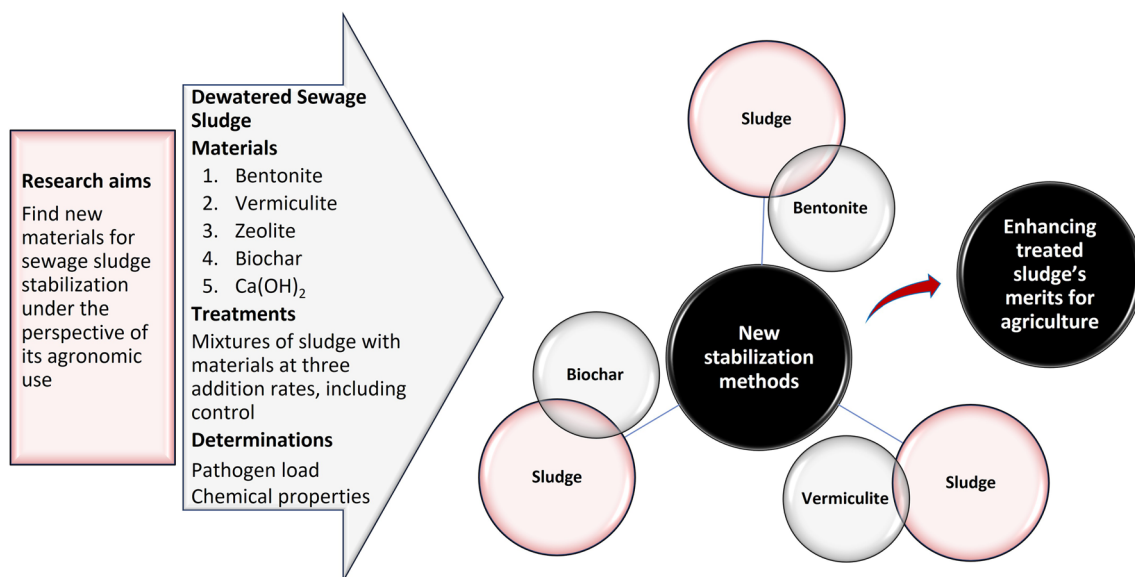 Research aims
Find new
materials for
sewage sludge
stabilization
under the
perspective of
its agronomic
use
Dewatered Sewage
Sludge
Materials
1. Bentonite
2. Vermiculite
3. Zeolite
4. Biochar
5. Ca(OH)₂
Treatments
Mixtures of sludge with
materials at three
addition rates, including
control
Determinations
Pathogen load
Chemical properties
Sludge
Bentonite
New
stabilization
methods
Biochar
Sludge
Vermiculite
Sludge
Enhancing
treated
sludge’s
merits for
agriculture